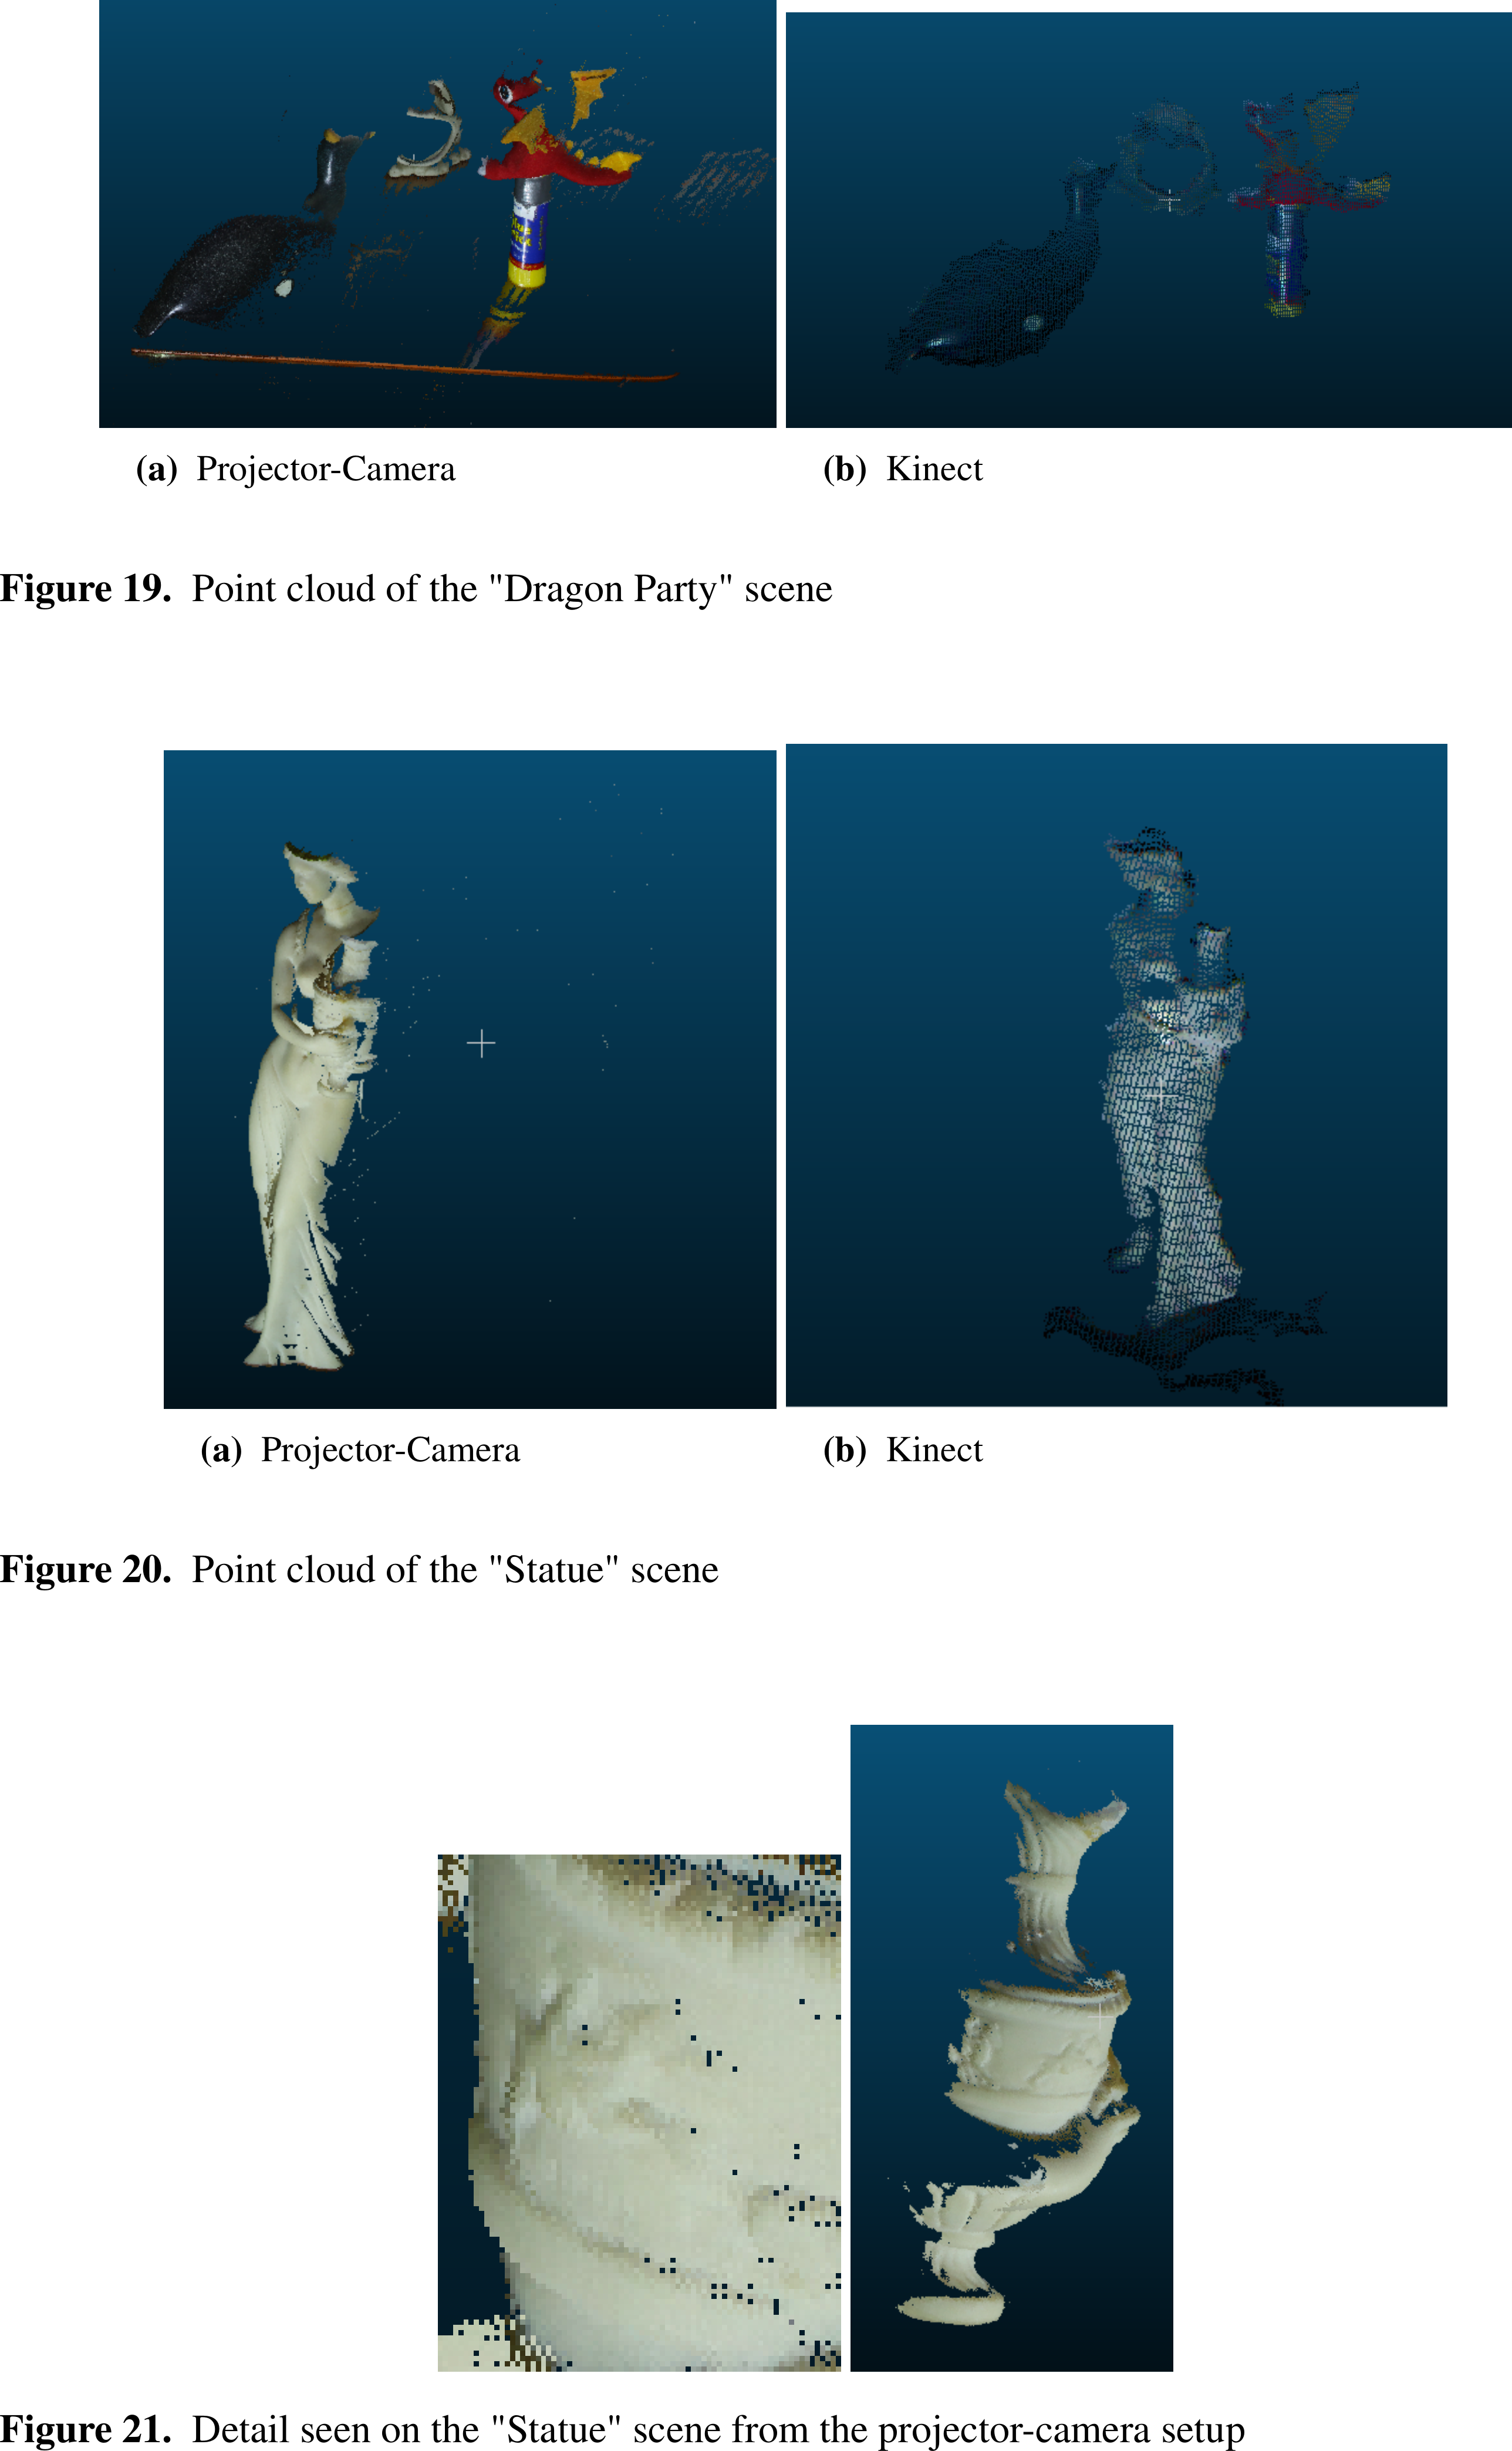 (a) Projector-Camera
(b) Kinect
Figure 19. Point cloud of the "Dragon Party" scene
(a) Projector-Camera
(b) Kinect
Figure 20. Point cloud of the "Statue" scene
Figure 21. Detail seen on the "Statue" scene from the projector-camera setup